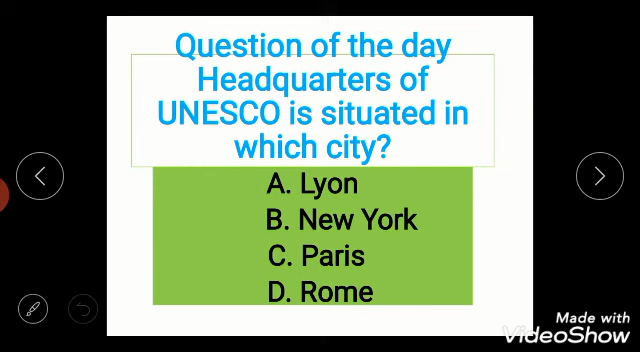 Question of the day
Headquarters of
UNESCO is situated in
which city?
A. Lyon
B. New York
C. Paris
D. Rome
Made with
VideoShow